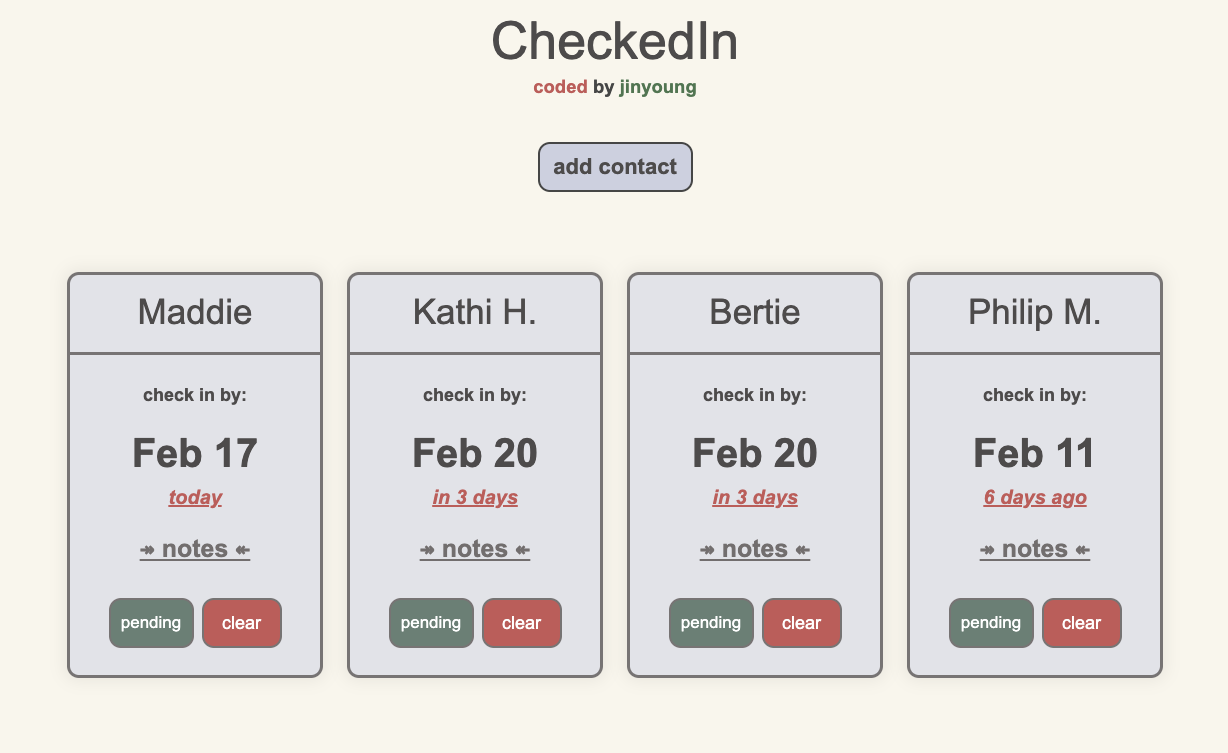 CheckedIn
coded by jinyoung
add contact
Maddie
check in by:
Feb 17
today
↠ notes ↞
pending clear
Kathi H.
check in by:
Feb 20
in 3 days
↠ notes ↞
pending clear
Bertie
check in by:
Feb 20
in 3 days
↠ notes ↞
pending clear
Philip M.
check in by:
Feb 11
6 days ago
↠ notes ↞
pending clear